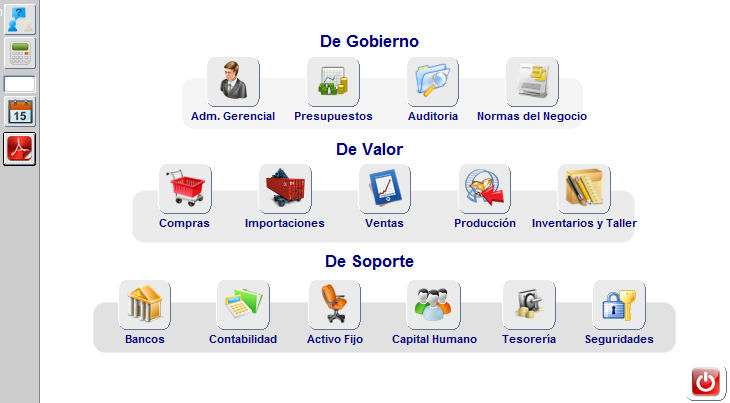 ?
De Gobierno
Adm. Gerencial
Presupuestos
Auditoria
Normas del Negocio
15
De Valor
Compras
Importaciones
Ventas
Producción
Inventarios y Taller
De Soporte
Bancos
Contabilidad
Activo Fijo
Capital Humano
Tesorería
Seguridades